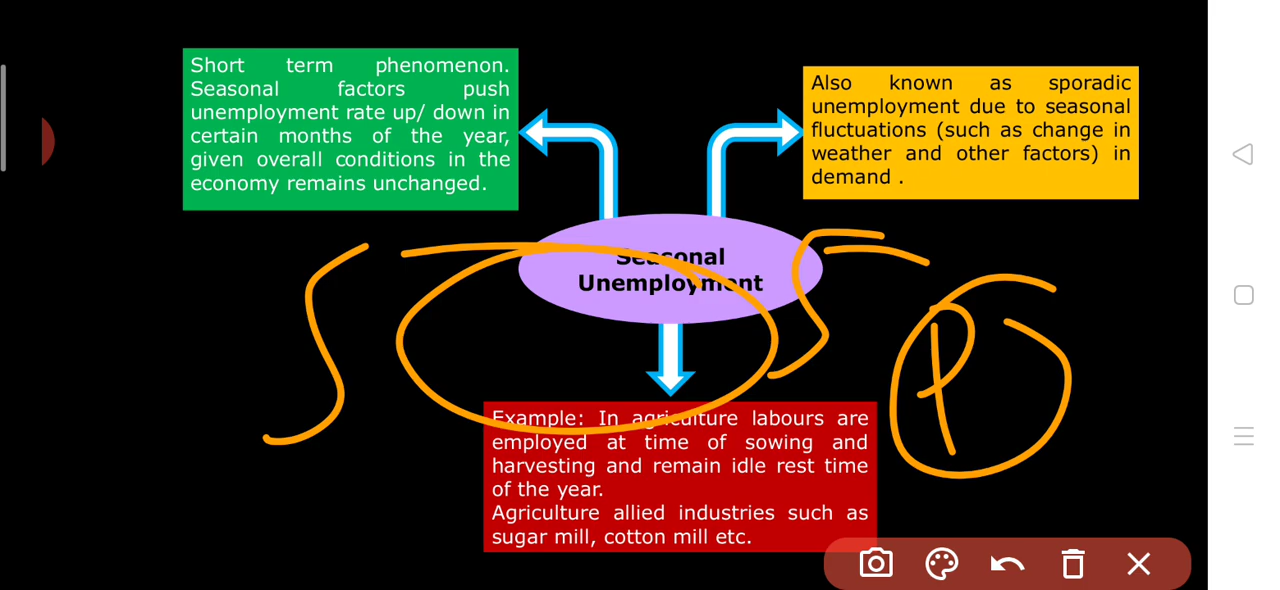 Short term phenomenon.
Seasonal factors push
unemployment rate up/ down in
certain months of the year,
given overall conditions in the
economy remains unchanged.
Also known as sporadic
unemployment due to seasonal
fluctuations (such as change in
weather and other factors) in
demand .
Seasonal
Unemployment
Example: In agriculture labours are
employed at time of sowing and
harvesting and remain idle rest time
of the year.
Agriculture allied industries such as
sugar mill, cotton mill etc.